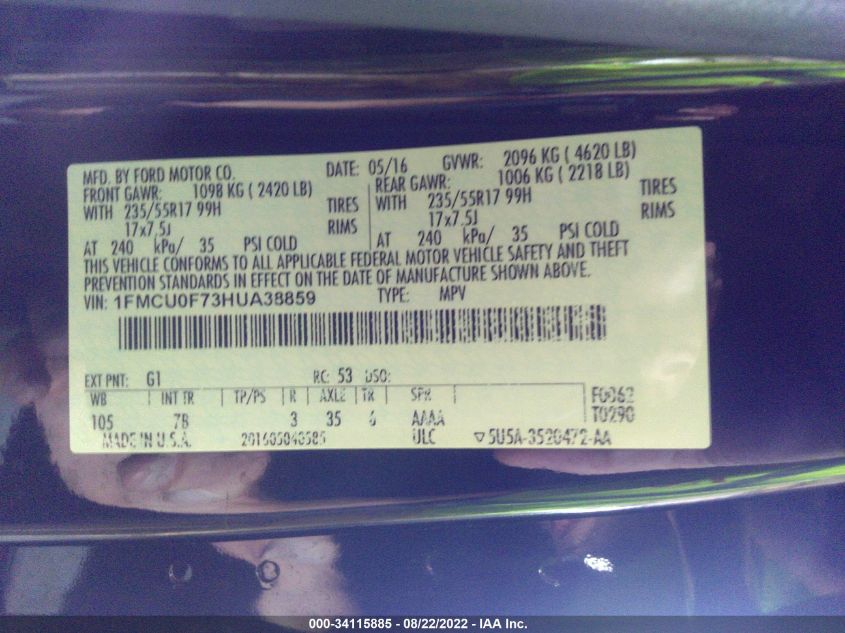 MFD. BY FORD MOTOR CO. DATE: 05/16 GVWR: 2096 KG ( 4620 LB)
FRONT GAWR: 1098 KG ( 2420 LB) REAR GAWR: 1006 KG ( 2218 LB)
WITH 235/55R17 99H TIRES WITH 235/55R17 99H TIRES
17x7.5J RIMS 17x7.5J RIMS
AT 240 kPa/ 35 PSI COLD AT 240 kPa/ 35 PSI COLD
THIS VEHICLE CONFORMS TO ALL APPLICABLE FEDERAL MOTOR VEHICLE SAFETY AND THEFT
PREVENTION STANDARDS IN EFFECT ON THE DATE OF MANUFACTURE SHOWN ABOVE.
VIN: 1FMCU0F73HUA38859 TYPE: MPV
EXT PNT: G1 RC: 53 DSO:
WB INT TR TP/PS R AXLE TR SPR F0062
105 7B 3 35 6 AAAA T0290
MADE IN U.S.A. 201605040585 ULC 5U5A-3520472-AA
000-34115885 - 08/22/2022 - IAA Inc.